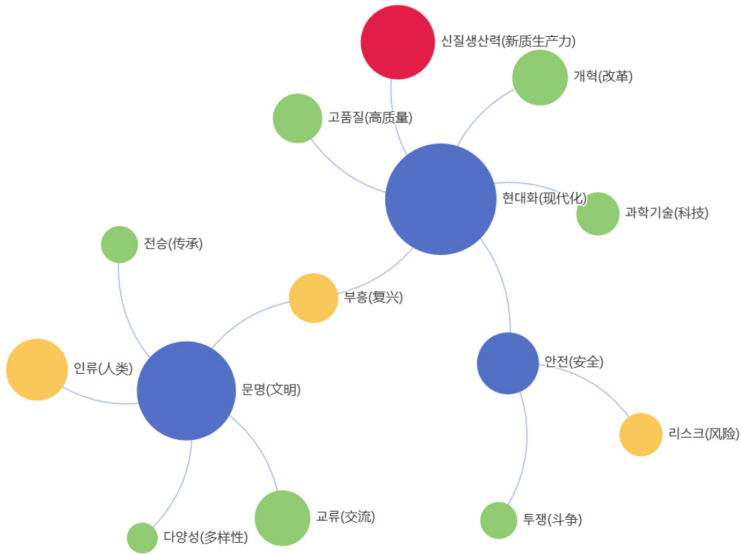 신질생산력(新质生产力)
개혁(改革)
고품질(高质量)
현대화(现代化)
과학기술(科技)
전승(传承)
부흥(复兴)
인류(人类)
안전(安全)
문명(文明)
리스크(风险)
교류(交流)
투쟁(斗争)
다양성(多样性)